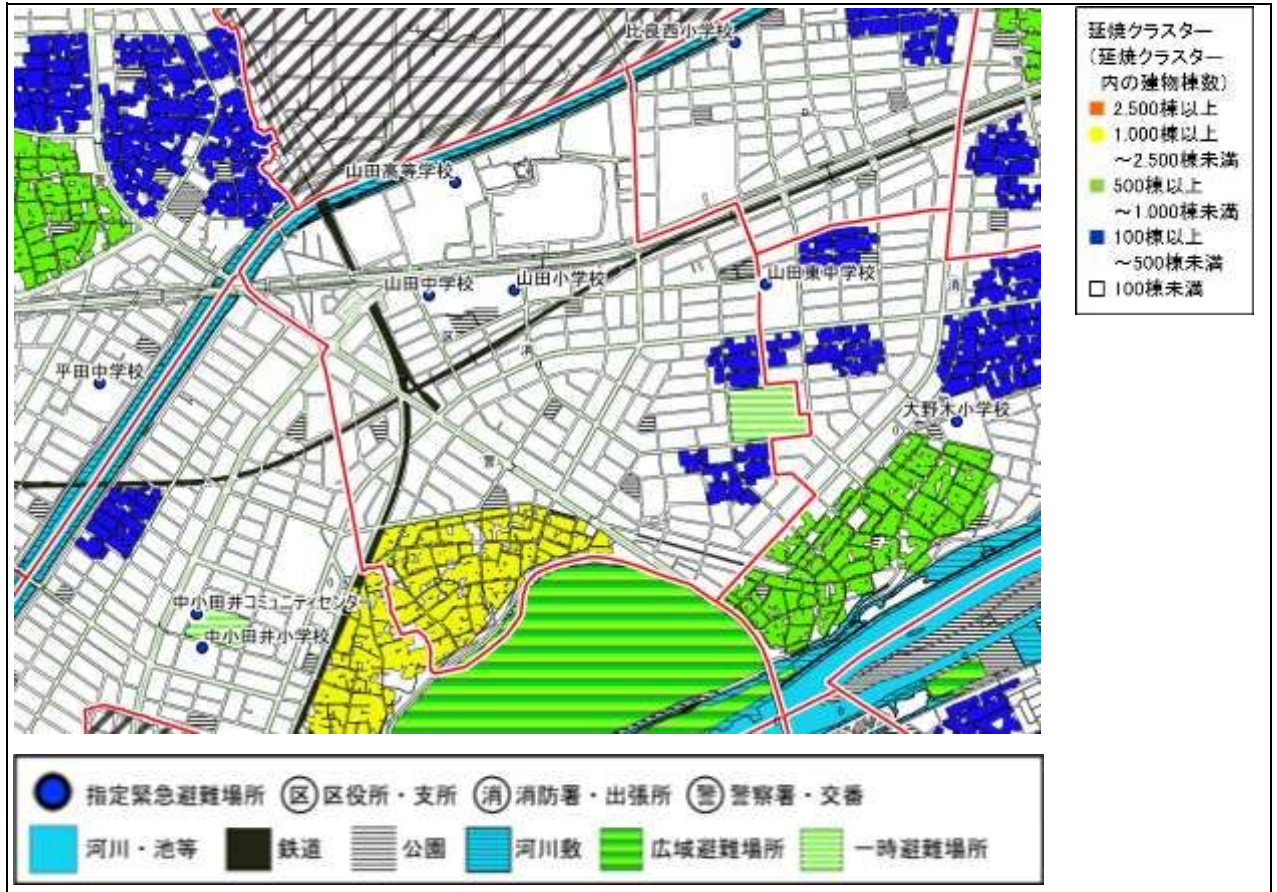 比良西小学校
山田高等学校
山田中学校
山田小学校
山田東中学校
平田中学校
大野木小学校
中小田井コミュニティセンター
中小田井小学校
区
消
警
消
延焼クラスター
（延焼クラスター
内の建物棟数）
2.500棟以上
1.000棟以上
～2.500棟未満
500棟以上
～1.000棟未満
100棟以上
～500棟未満
100棟未満
指定緊急避難場所 区 区役所・支所 消 消防署・出張所 警 警察署・交番
河川・池等 鉄道 公園 河川敷 広域避難場所 一時避難場所